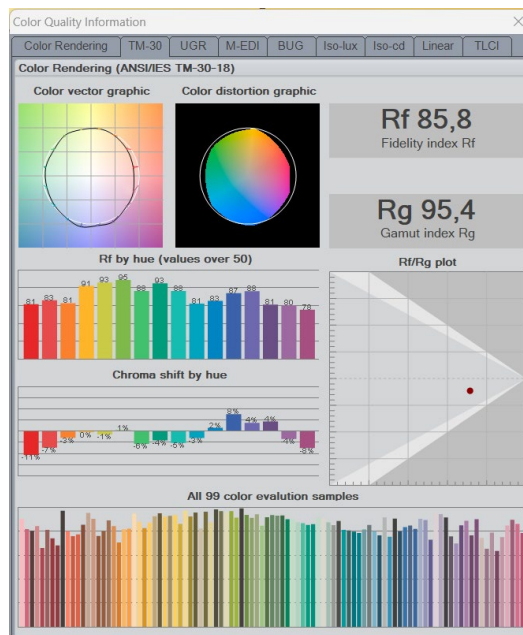 Color Quality Information
Color Rendering TM-30 UGR M-EDI BUG Iso-lux Iso-cd Linear TLCI
Color Rendering (ANSI/IES TM-30-18)
Color vector graphic Color distortion graphic
Rf 85,8
Fidelity index Rf
Rg 95,4
Gamut index Rg
Rf by hue (values over 50)
81 83 81 91 93 95 88 93 88 81 83 87 88 81 80 78
Rf/Rg plot
Chroma shift by hue
-11% -7% -3% 0% -1% 1% -6% -4% -5% -3% 2% 8% 4% 4% -4% -8%
All 99 color evalution samples